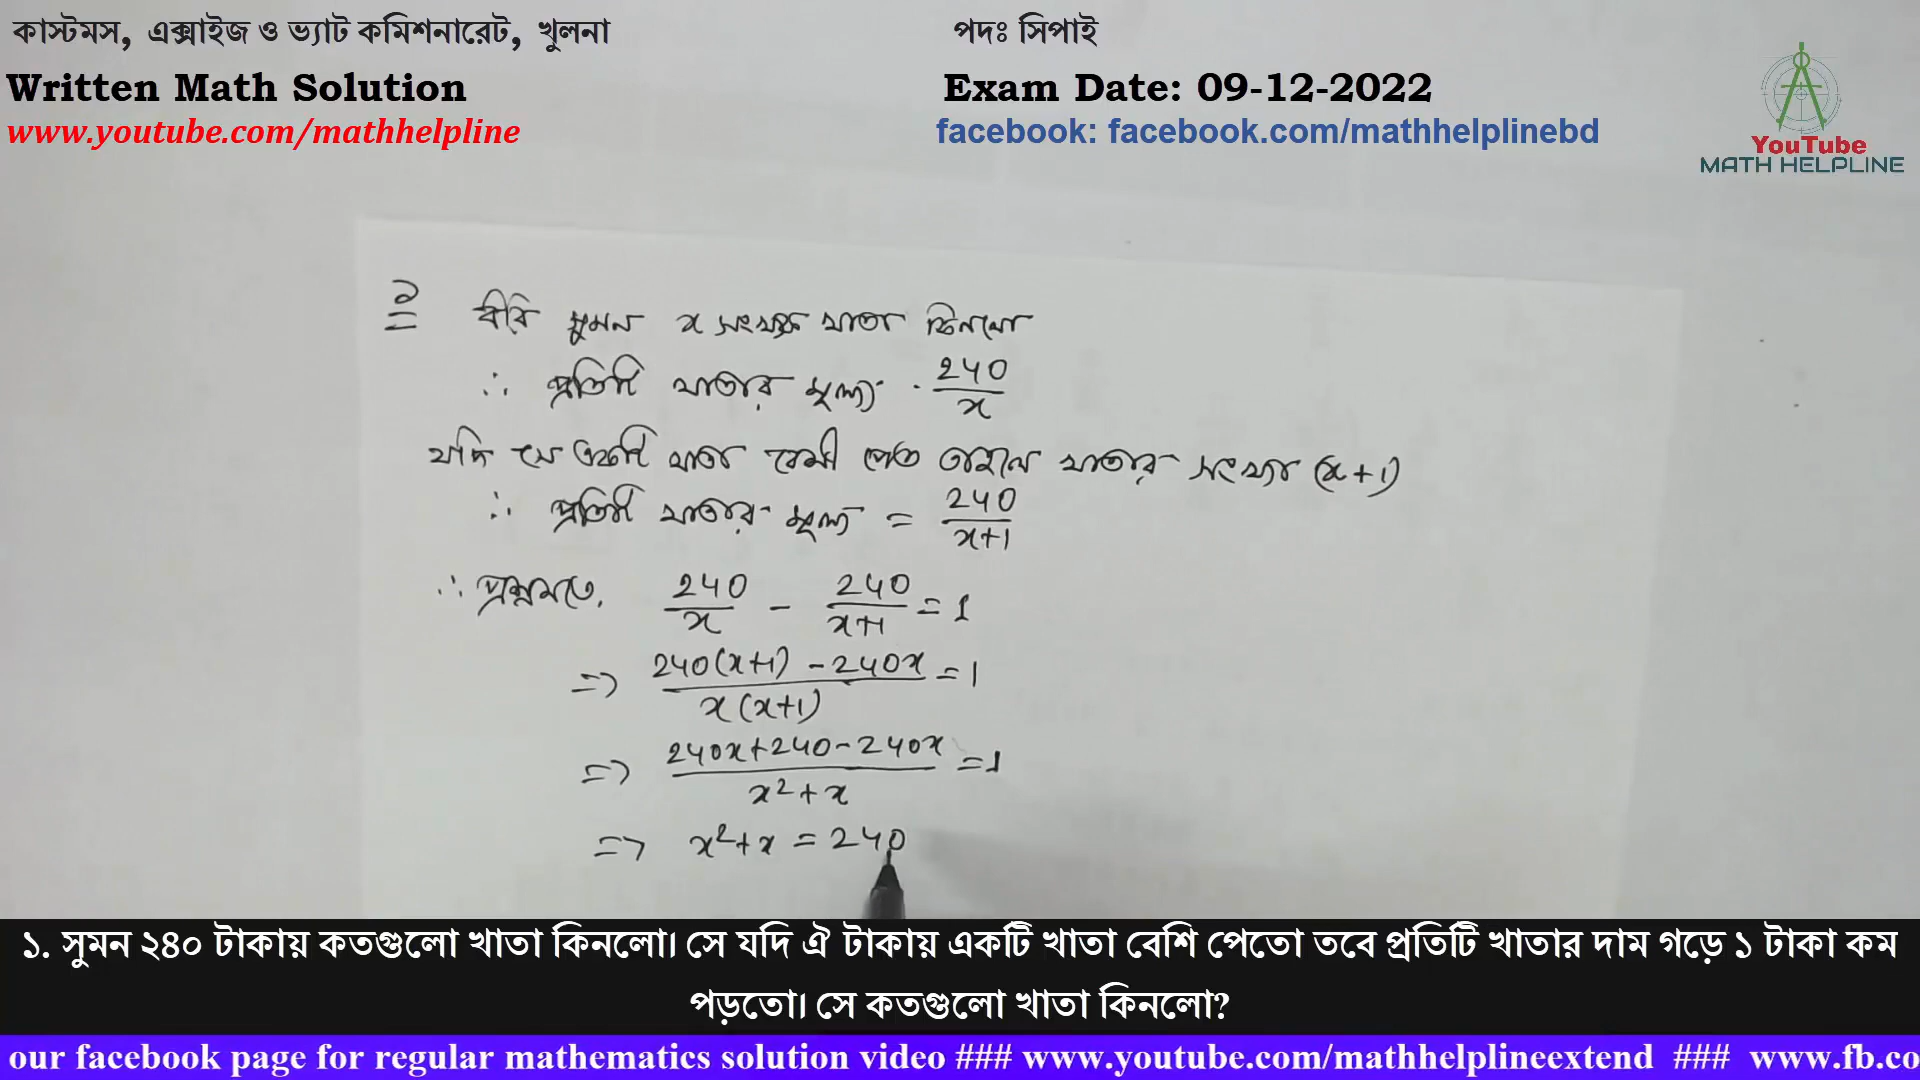 কাস্টমস, এক্সাইজ ও ভ্যাট কমিশনারেট, খুলনা
পদঃ সিপাই
Written Math Solution
Exam Date: 09-12-2022
www.youtube.com/mathhelpline
facebook: facebook.com/mathhelplinebd
YouTube
MATH HELPLINE
১ ধরি সুমন x সংখ্যক খাতা কিনলো
∴ প্রতিটি খাতার মূল্য 240/x
যদি সে একটি খাতা বেশী পেত তাহলে খাতার সংখ্যা (x+1)
∴ প্রতিটি খাতার মূল্য = 240/x+1
∴ প্রশ্নমতে, 240/x - 240/x+1 = 1
=> 240(x+1) - 240x / x(x+1) = 1
=> 240x+240-240x / x²+x = 1
=> x²+x = 240
১. সুমন ২৪০ টাকায় কতগুলো খাতা কিনলো। সে যদি ঐ টাকায় একটি খাতা বেশি পেতো তবে প্রতিটি খাতার দাম গড়ে ১ টাকা কম
পড়তো। সে কতগুলো খাতা কিনলো?
our facebook page for regular mathematics solution video ### www.youtube.com/mathhelplineextend ### www.fb.co